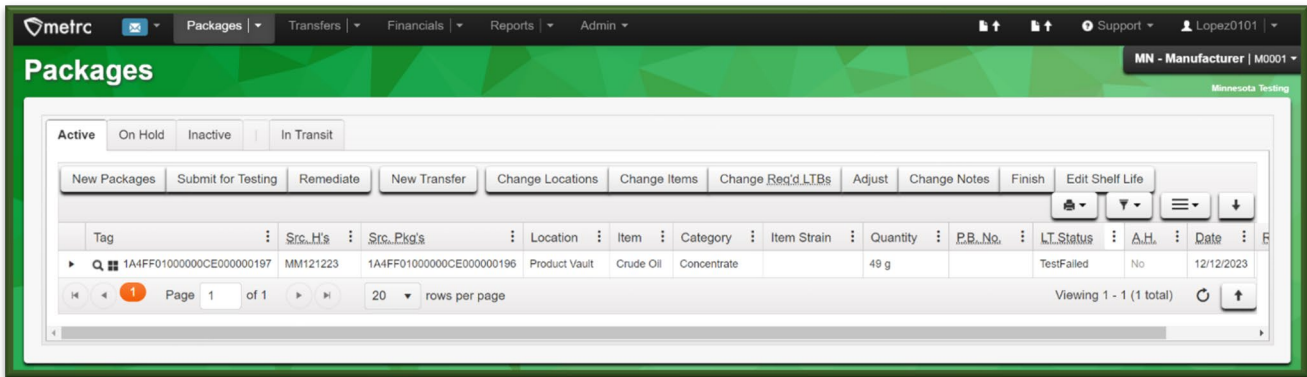 metrc Packages Transfers Financials Reports Admin Support Lopez0101
Packages
MN - Manufacturer | M0001
Minnesota Testing
Active On Hold Inactive In Transit
New Packages Submit for Testing Remediate New Transfer Change Locations Change Items Change Req'd LTBs Adjust Change Notes Finish Edit Shelf Life
Tag Src. H's Src. Pkg's Location Item Category Item Strain Quantity P.B. No. LT Status A.H. Date
1A4FF01000000CE000000197 MM121223 1A4FF01000000CE000000196 Product Vault Crude Oil Concentrate 49 g TestFailed No 12/12/2023
1 Page 1 of 1 20 rows per page Viewing 1 - 1 (1 total)